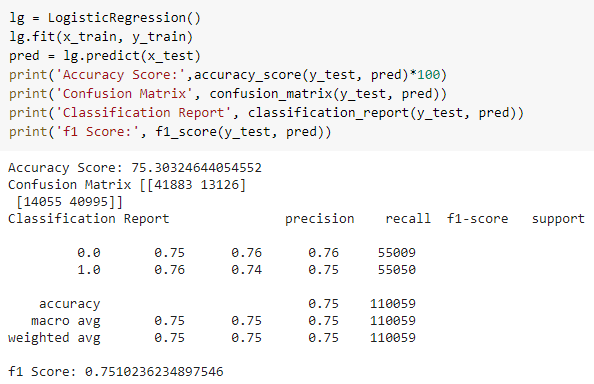 lg = LogisticRegression()
lg.fit(x_train, y_train)
pred = lg.predict(x_test)
print('Accuracy Score:',accuracy_score(y_test, pred)*100)
print('Confusion Matrix', confusion_matrix(y_test, pred))
print('Classification Report', classification_report(y_test, pred))
print('f1 Score:', f1_score(y_test, pred))
Accuracy Score: 75.30324644054552
Confusion Matrix [[41883 13126]
[14055 40995]]
Classification Report precision recall f1-score support
0.0 0.75 0.76 0.76 55009
1.0 0.76 0.74 0.75 55050
accuracy 0.75 110059
macro avg 0.75 0.75 0.75 110059
weighted avg 0.75 0.75 0.75 110059
f1 Score: 0.7510236234897546